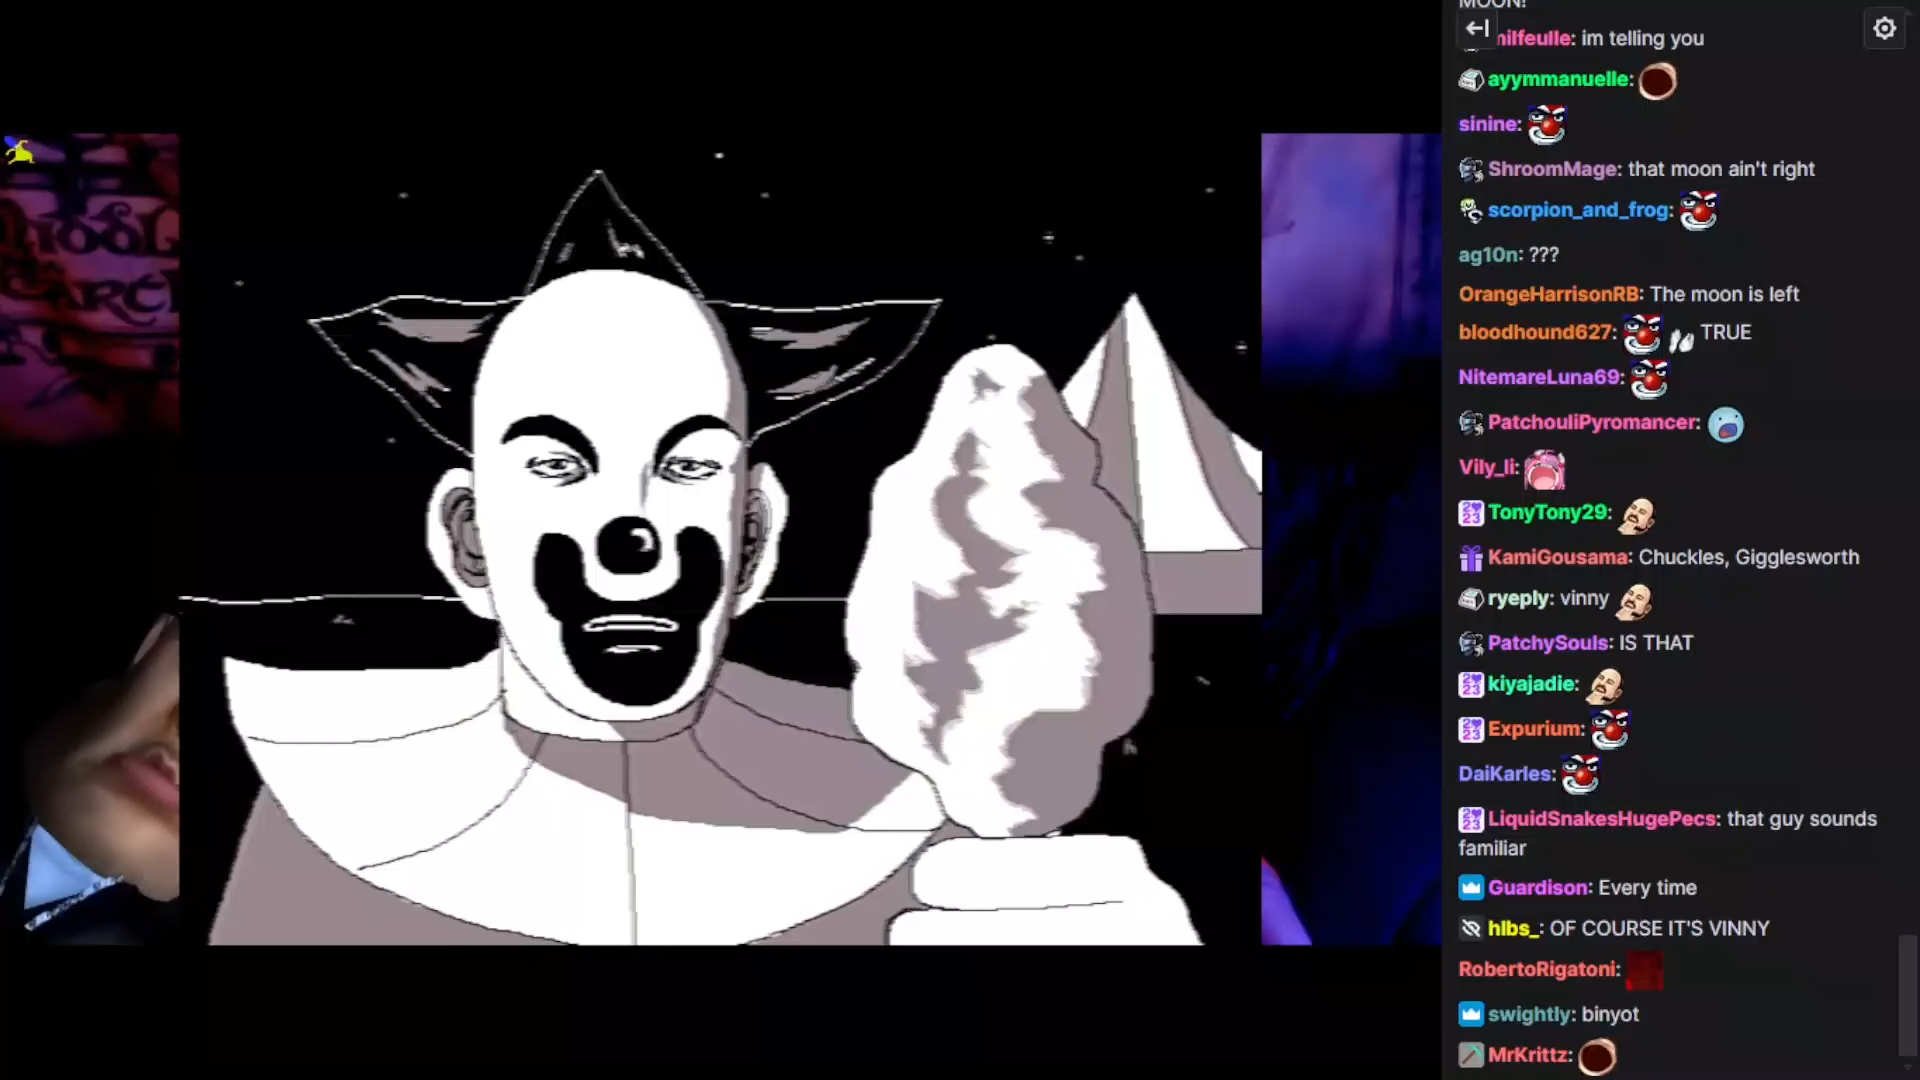 MOON!
milfeulle: im telling you
ayymmanuelle:
sinine:
ShroomMage: that moon ain't right
scorpion_and_frog:
ag10n: ???
OrangeHarrisonRB: The moon is left
bloodhound627: TRUE
NitemareLuna69:
PatchouliPyromancer:
Vily_li:
TonyTony29:
KamiGousama: Chuckles, Gigglesworth
ryeply: vinny
PatchySouls: IS THAT
kiyajadie:
Expurium:
DaiKarles:
LiquidSnakesHugePecs: that guy sounds
familiar
Guardison: Every time
hlbs_: OF COURSE IT'S VINNY
RobertoRigatoni:
swightly: binyot
MrKrittz: